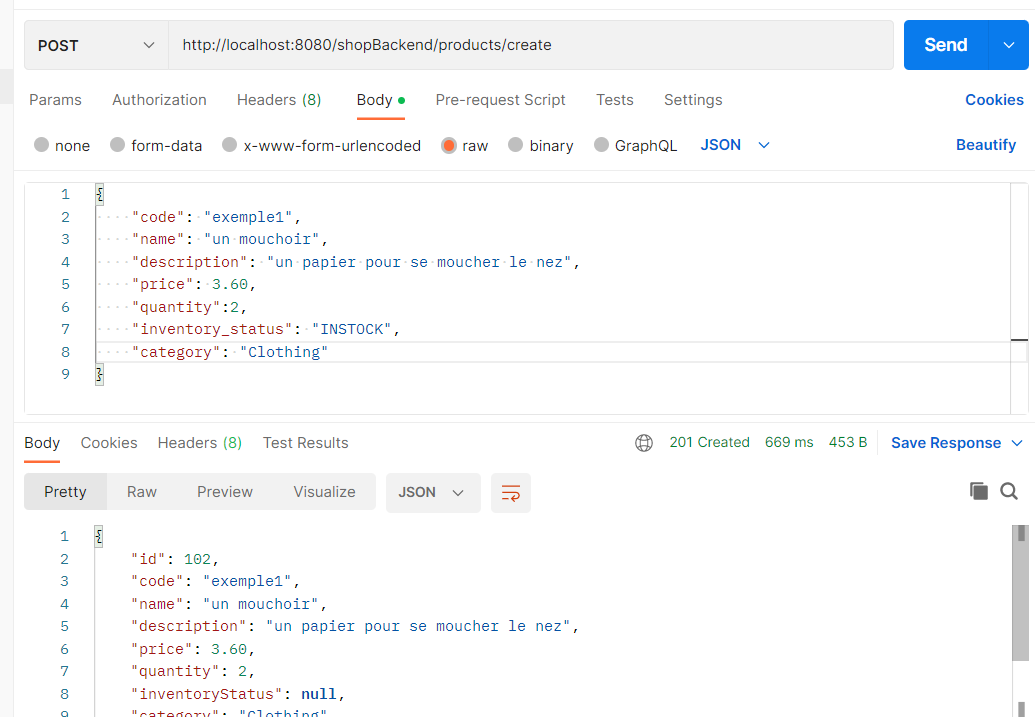 POST http://localhost:8080/shopBackend/products/create Send
Params Authorization Headers (8) Body Pre-request Script Tests Settings Cookies
none form-data x-www-form-urlencoded raw binary GraphQL JSON Beautify
1 {
2 "code": "exemple1",
3 "name": "un mouchoir",
4 "description": "un papier pour se moucher le nez",
5 "price": 3.60,
6 "quantity":2,
7 "inventory_status": "INSTOCK",
8 "category": "Clothing"
9 }
Body Cookies Headers (8) Test Results 201 Created 669 ms 453 B Save Response
Pretty Raw Preview Visualize JSON
1 {
2 "id": 102,
3 "code": "exemple1",
4 "name": "un mouchoir",
5 "description": "un papier pour se moucher le nez",
6 "price": 3.60,
7 "quantity": 2,
8 "inventoryStatus": null,
9 "category": "Clothing"